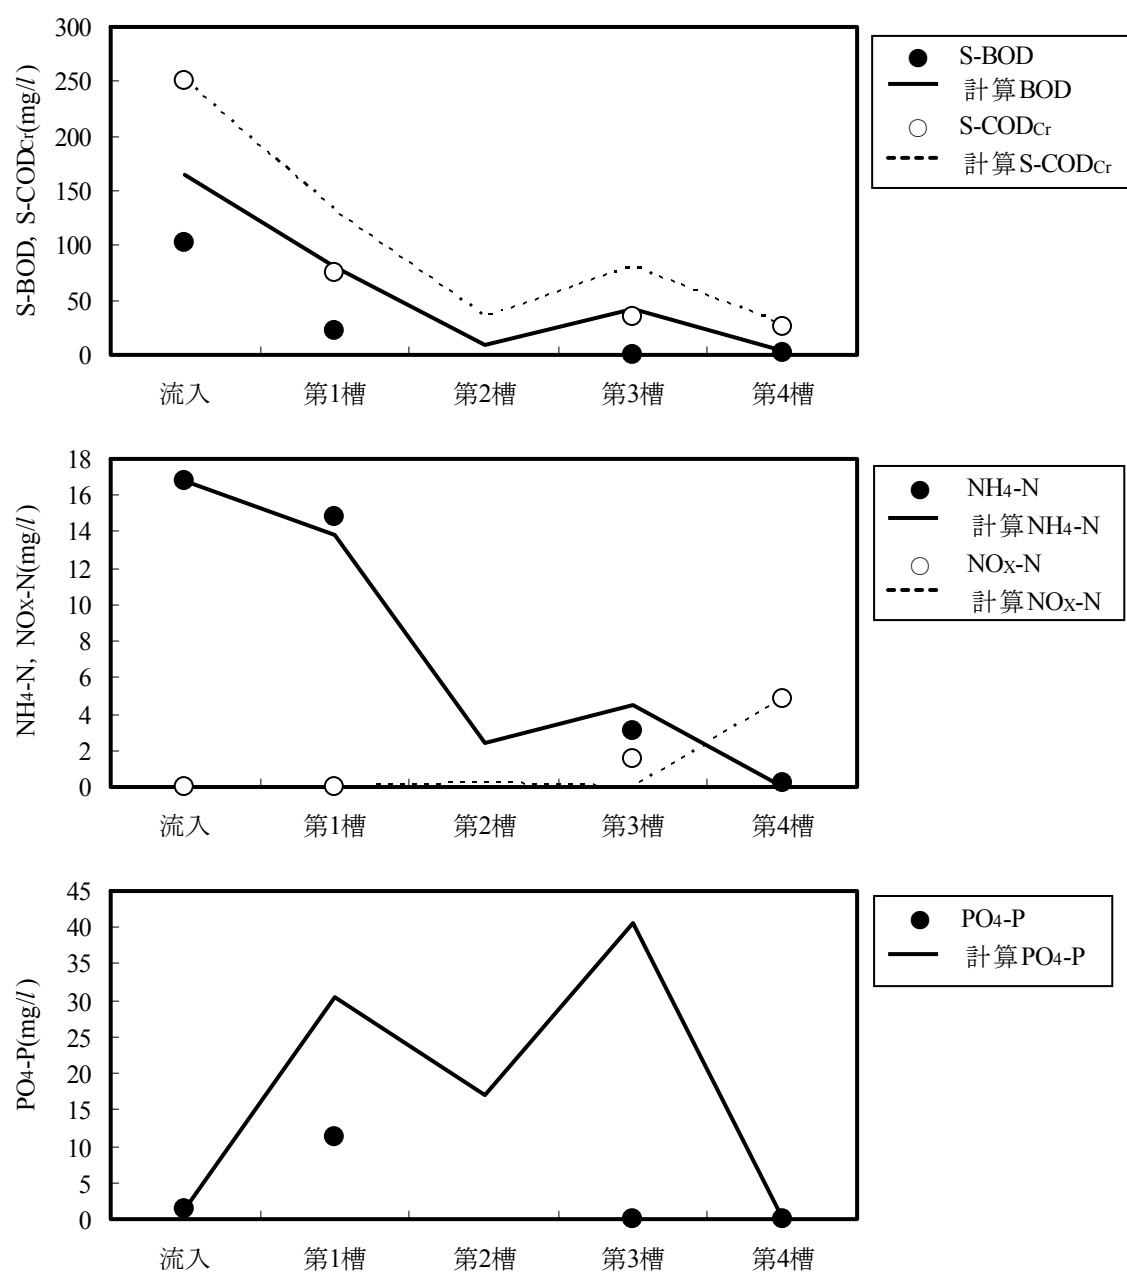 S-BOD, S-CODCr(mg/l)
300
250
200
150
100
50
0
流入 第1槽 第2槽 第3槽 第4槽
S-BOD
計算BOD
S-CODCr
計算S-CODCr
NH4-N, NOX-N(mg/l)
18
16
14
12
10
8
6
4
2
0
流入 第1槽 第2槽 第3槽 第4槽
NH4-N
計算NH4-N
NOX-N
計算NOX-N
PO4-P(mg/l)
45
40
35
30
25
20
15
10
5
0
流入 第1槽 第2槽 第3槽 第4槽
PO4-P
計算PO4-P